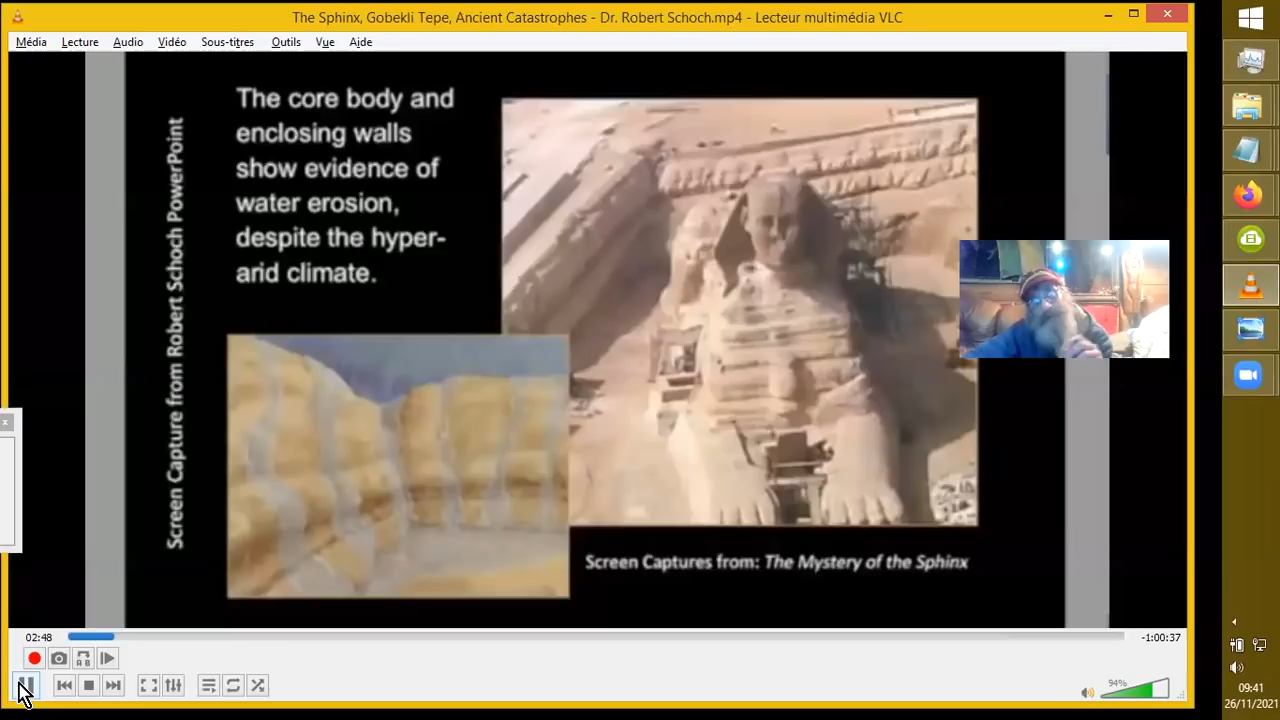 The Sphinx, Gobekli Tepe, Ancient Catastrophes - Dr. Robert Schoch.mp4 - Lecteur multimédia VLC
Média Lecture Audio Vidéo Sous-titres Outils Vue Aide
Screen Capture from Robert Schoch PowerPoint
The core body and
enclosing walls
show evidence of
water erosion,
despite the hyper-
arid climate.
Screen Captures from: The Mystery of the Sphinx
02:48
-1:00:37
94%
09:41
26/11/2021